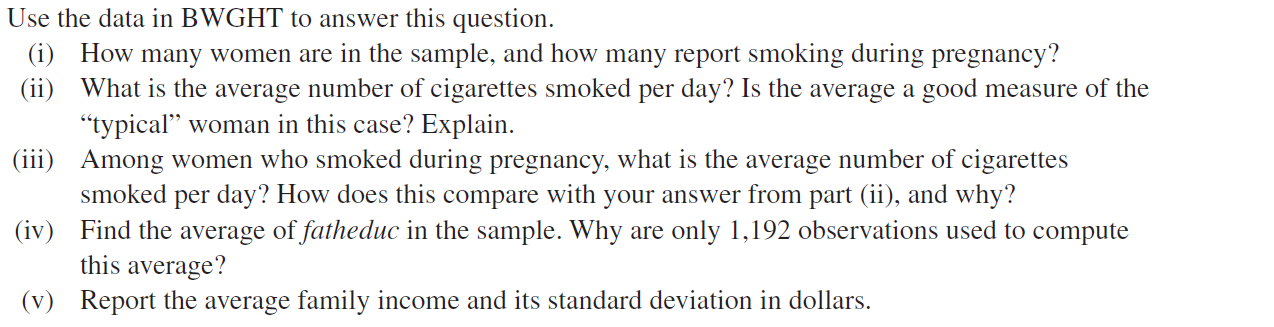 Use the data in BWGHT to answer this question.
(i) How many women are in the sample, and how many report smoking during pregnancy?
(ii) What is the average number of cigarettes smoked per day? Is the average a good measure of the
“typical” woman in this case? Explain.
(iii) Among women who smoked during pregnancy, what is the average number of cigarettes
smoked per day? How does this compare with your answer from part (ii), and why?
(iv) Find the average of fatheduc in the sample. Why are only 1,192 observations used to compute
this average?
(v) Report the average family income and its standard deviation in dollars.